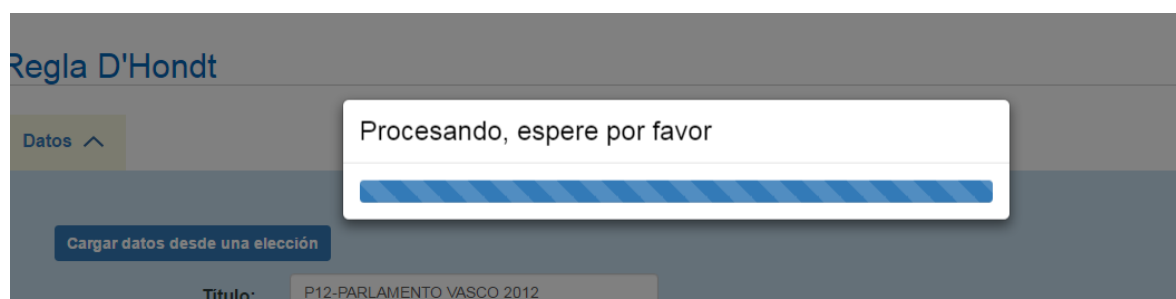 Regla D'Hondt
Procesando, espere por favor
Datos
Cargar datos desde una elección
Titulo: P12-PARLAMENTO VASCO 2012